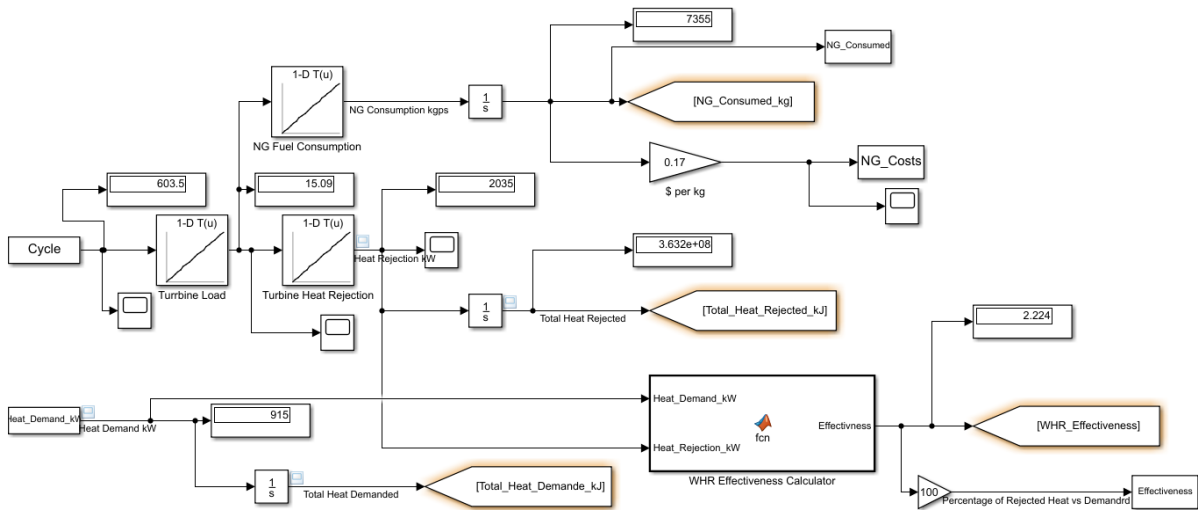 7355
NG_Consumed
1-D T(u)
NG Consumption kgps
1
s
[NG_Consumed_kg]
NG Fuel Consumption
0.17
NG_Costs
$ per kg
603.5
15.09
2035
1-D T(u)
1-D T(u)
Cycle
Heat Rejection kW
3.632e+08
Turrbine Load
Turbine Heat Rejection
1
s
Total Heat Rejected
[Total_Heat_Rejected_kJ]
2.224
Heat_Demand_kW
Heat_Demand_kW
Heat Demand kW
915
fcn
Effectivness
[WHR_Effectiveness]
Heat_Rejection_kW
WHR Effectiveness Calculator
1
s
Total Heat Demanded
[Total_Heat_Demande_kJ]
100
Percentage of Rejected Heat vs Demandrd
Effectiveness